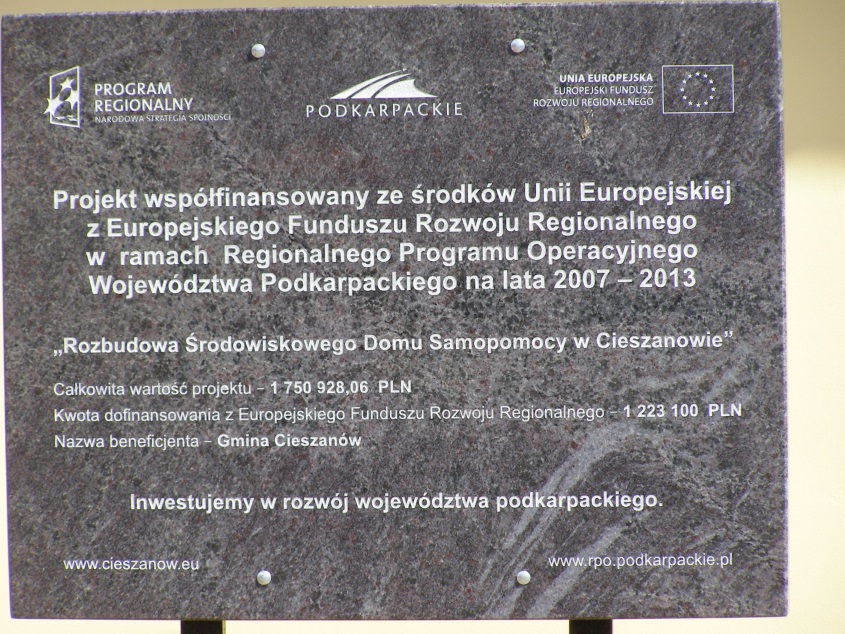 PROGRAM
REGIONALNY
NARODOWA STRATEGIA SPÓJNOŚCI
PODKARPACKIE
UNIA EUROPEJSKA
EUROPEJSKI FUNDUSZ
ROZWOJU REGIONALNEGO
Projekt współfinansowany ze środków Unii Europejskiej
z Europejskiego Funduszu Rozwoju Regionalnego
w ramach Regionalnego Programu Operacyjnego
Województwa Podkarpackiego na lata 2007 – 2013
„Rozbudowa Środowiskowego Domu Samopomocy w Cieszanowie”
Całkowita wartość projektu – 1 750 928,06 PLN
Kwota dofinansowania z Europejskiego Funduszu Rozwoju Regionalnego – 1 223 100 PLN
Nazwa beneficjenta – Gmina Cieszanów
Inwestujemy w rozwój województwa podkarpackiego.
www.cieszanow.eu
www.rpo.podkarpackie.pl